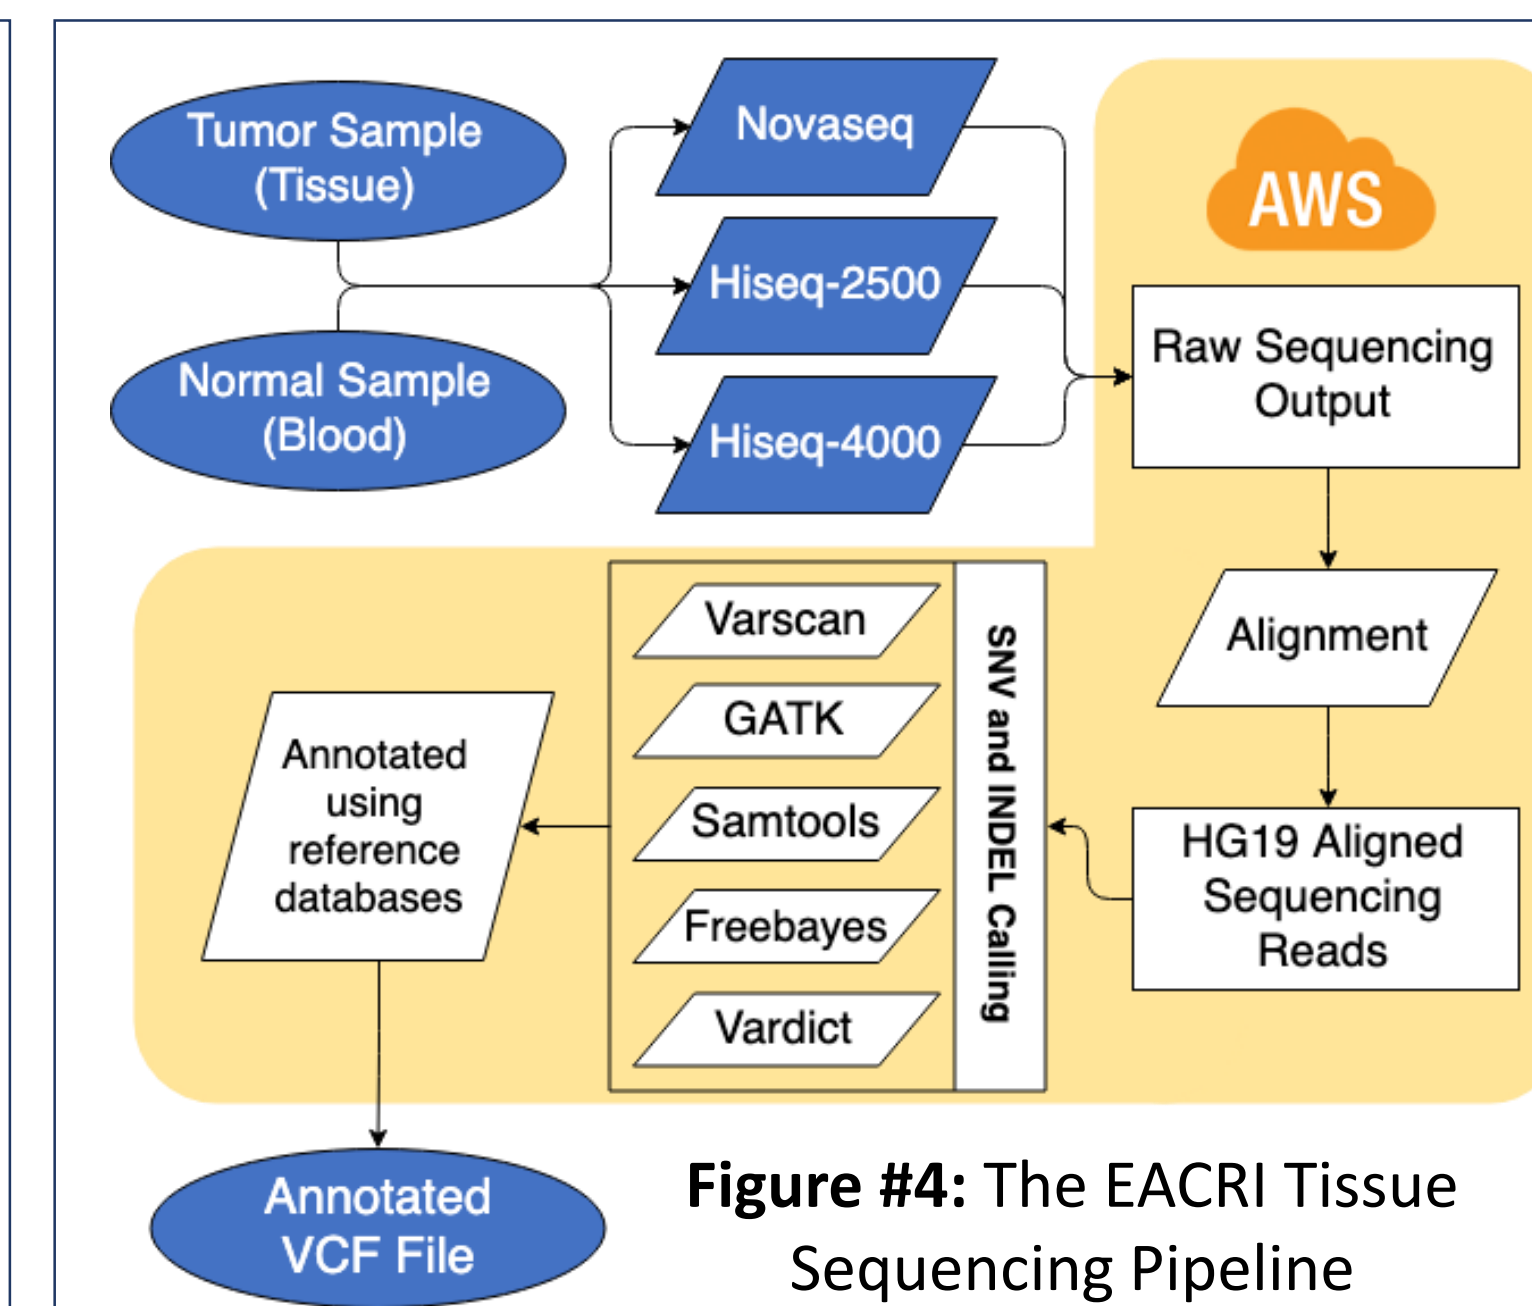 Tumor Sample
(Tissue)
Normal Sample
(Blood)
Novaseq
Hiseq-2500
Hiseq-4000
AWS
Raw Sequencing
Output
Alignment
HG19 Aligned
Sequencing
Reads
SNV and INDEL Calling
Varscan
GATK
Samtools
Freebayes
Vardict
Annotated
using
reference
databases
Annotated
VCF File
Figure #4: The EACRI Tissue
Sequencing Pipeline